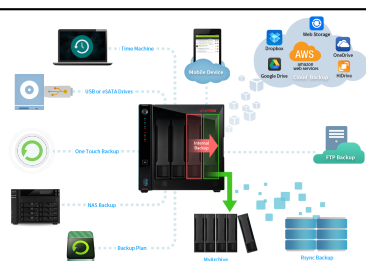 Time Machine
USB or eSATA Drives
One Touch Backup
NAS Backup
Backup Plan
Mobile Device
Internal
Backup
MyArchive
Web Storage
Dropbox
OneDrive
AWS
amazon
web services
Google Drive
HiDrive
Cloud Backup
FTP Backup
Rsync Backup